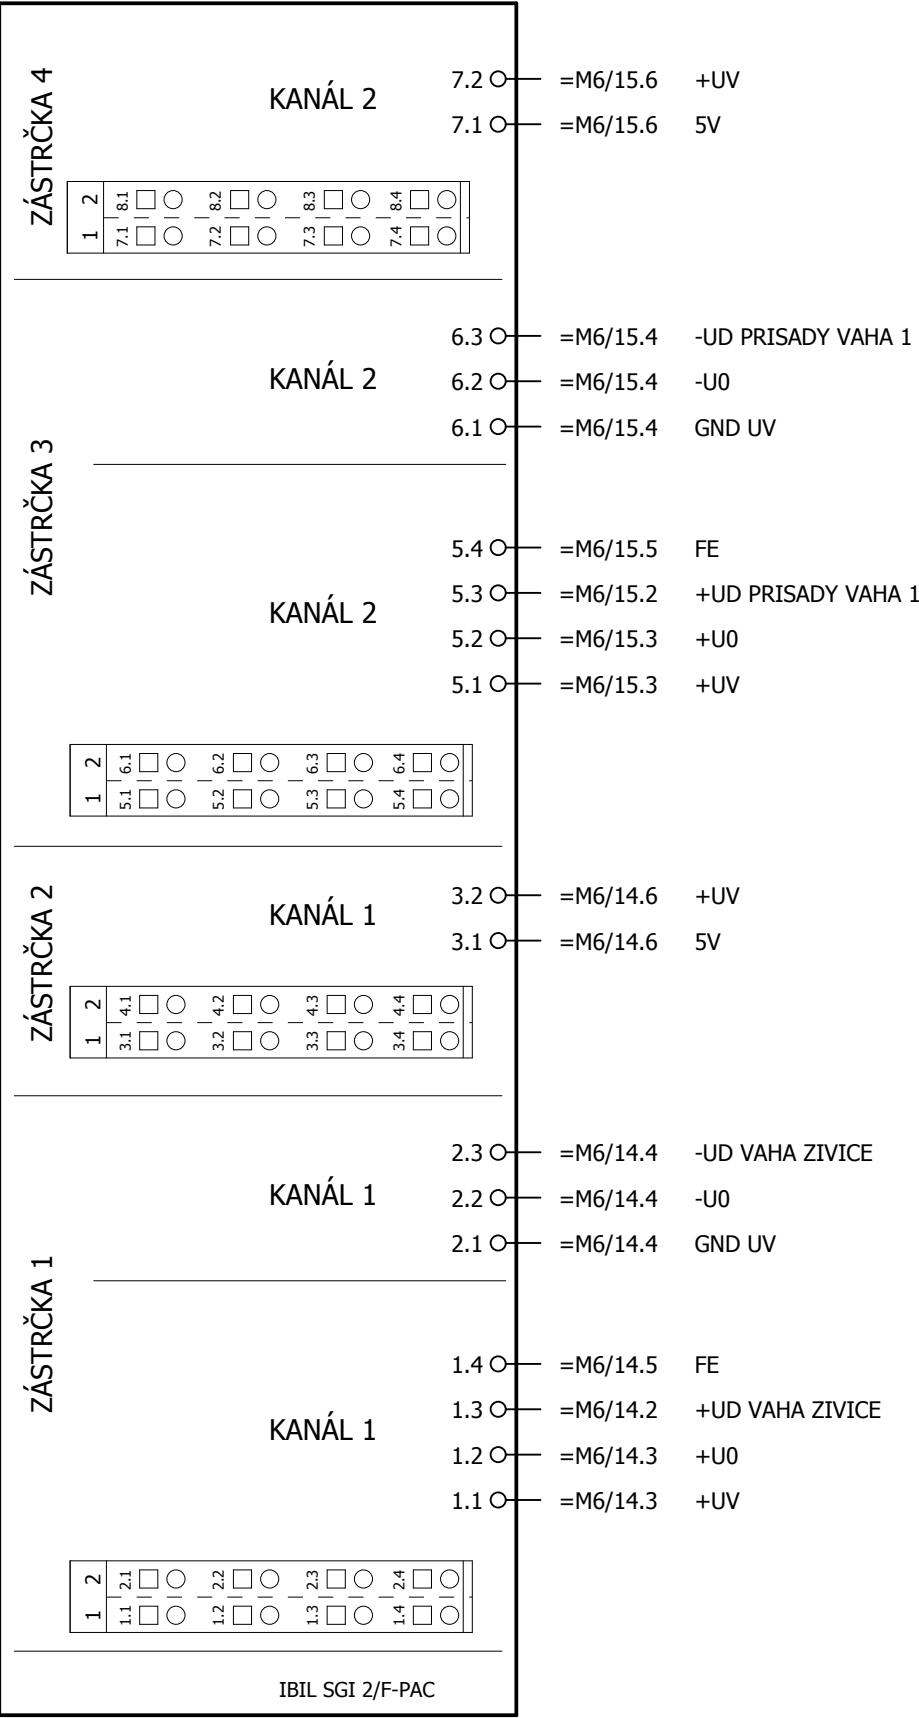 ZÁSTRČKA 4
KANÁL 2
7.2 =M6/15.6 +UV
7.1 =M6/15.6 5V
2 8.1 8.2 8.3 8.4
1 7.1 7.2 7.3 7.4
ZÁSTRČKA 3
KANÁL 2
6.3 =M6/15.4 -UD PRISADY VAHA 1
6.2 =M6/15.4 -U0
6.1 =M6/15.4 GND UV
KANÁL 2
5.4 =M6/15.5 FE
5.3 =M6/15.2 +UD PRISADY VAHA 1
5.2 =M6/15.3 +U0
5.1 =M6/15.3 +UV
2 6.1 6.2 6.3 6.4
1 5.1 5.2 5.3 5.4
ZÁSTRČKA 2
KANÁL 1
3.2 =M6/14.6 +UV
3.1 =M6/14.6 5V
2 4.1 4.2 4.3 4.4
1 3.1 3.2 3.3 3.4
ZÁSTRČKA 1
KANÁL 1
2.3 =M6/14.4 -UD VAHA ZIVICE
2.2 =M6/14.4 -U0
2.1 =M6/14.4 GND UV
KANÁL 1
1.4 =M6/14.5 FE
1.3 =M6/14.2 +UD VAHA ZIVICE
1.2 =M6/14.3 +U0
1.1 =M6/14.3 +UV
2 2.1 2.2 2.3 2.4
1 1.1 1.2 1.3 1.4
IBIL SGI 2/F-PAC